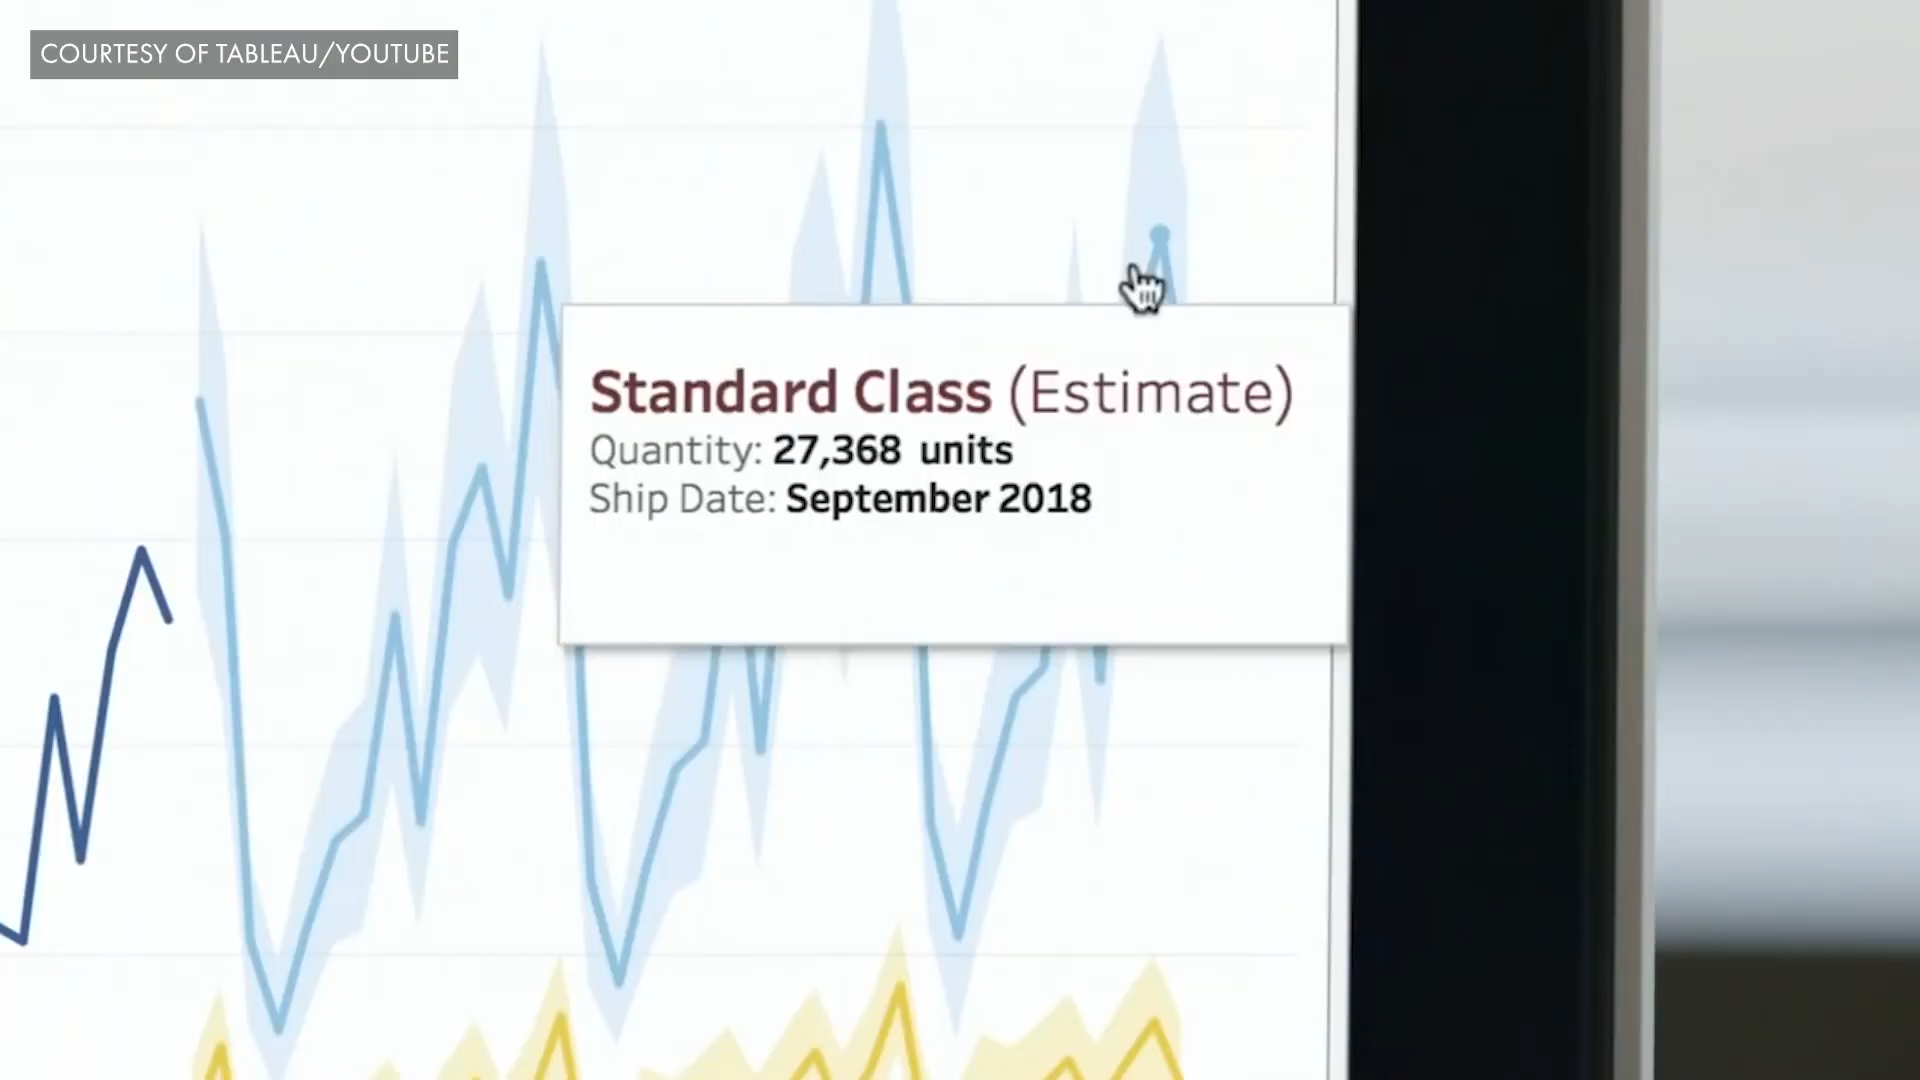 COURTESY OF TABLEAU/YOUTUBE
Standard Class (Estimate)
Quantity: 27,368 units
Ship Date: September 2018